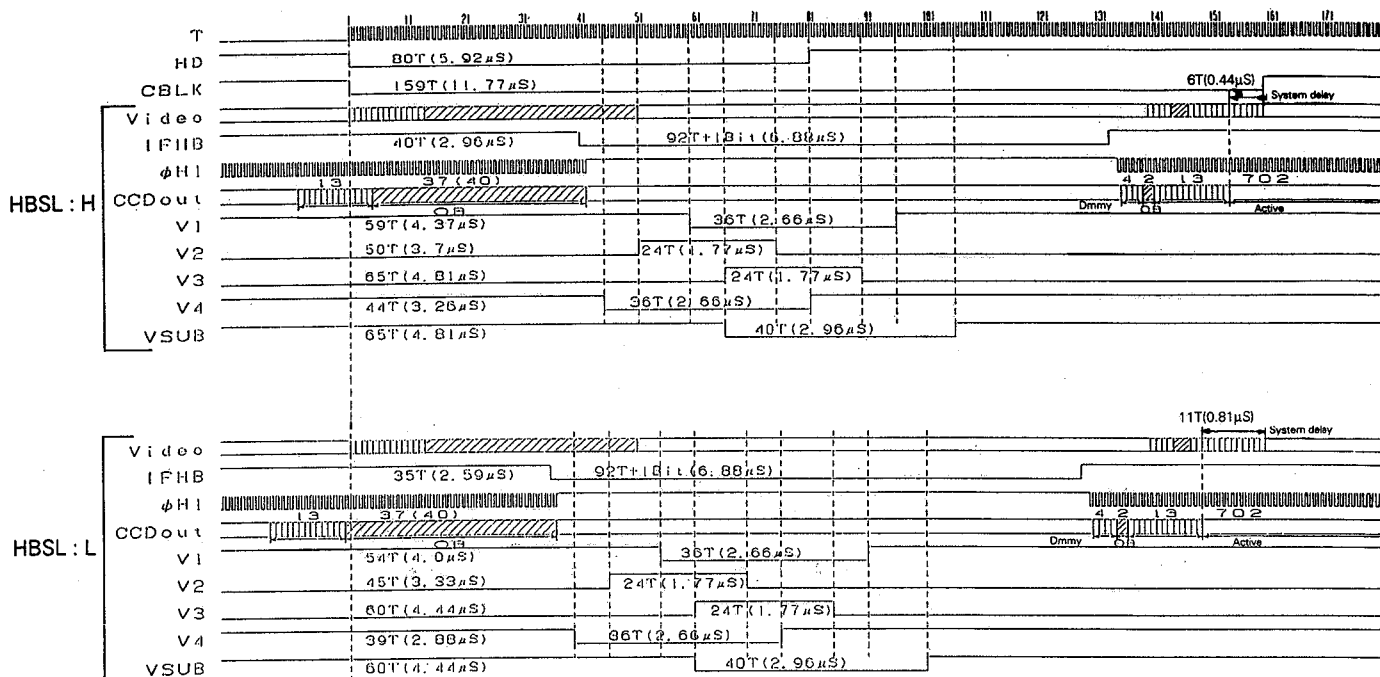 11 21 31 41 51 61 71 81 91 101 111 121 131 141 151 161 171
T
HD 80T(5.92μS)
CBLK 159T(11.77μS) 6T(0.44μS)
System delay
Video
IFHB 40T(2.96μS) 92T+1Bit(6.88μS)
φH1
13 37(40) 4 2 13 702
HBSL : H
CCDout
OB Dmmy OB Active
V1 59T(4.37μS) 36T(2.66μS)
V2 50T(3.7μS) 24T(1.77μS)
V3 65T(4.81μS) 24T(1.77μS)
V4 44T(3.26μS) 36T(2.66μS)
VSUB 65T(4.81μS) 40T(2.96μS)
11T(0.81μS)
System delay
Video
IFHB 35T(2.59μS) 92T+1Bit(6.88μS)
φH1
13 37(40) 4 2 13 702
HBSL : L
CCDout
OB Dmmy OB Active
V1 54T(4.0μS) 36T(2.66μS)
V2 45T(3.33μS) 24T(1.77μS)
V3 60T(4.44μS) 24T(1.77μS)
V4 39T(2.88μS) 36T(2.66μS)
VSUB 60T(4.44μS) 40T(2.96μS)